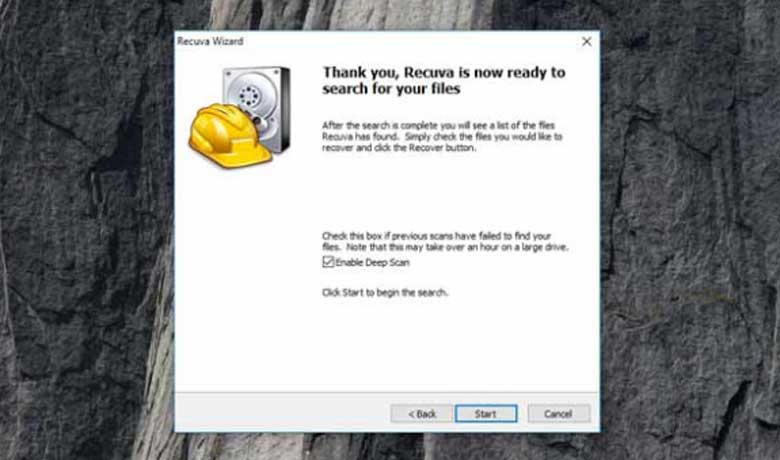 Recuva Wizard
Thank you, Recuva is now ready to
search for your files
After the search is complete you will see a list of the files
Recuva has found. Simply check the files you would like to
recover and click the Recover button.
Check this box if previous scans have failed to find your
files. Note that this may take over an hour on a large drive.
Enable Deep Scan
Click Start to begin the search.
< Back
Start
Cancel